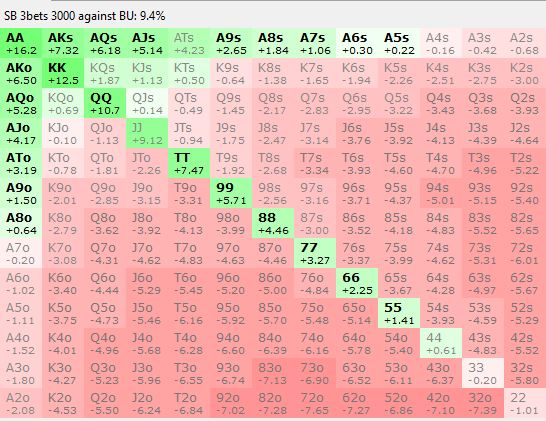 SB 3bets 3000 against BU: 9.4%
AA AKs AQs AJs ATs A9s A8s A7s A6s A5s A4s A3s A2s
+16.2 +7.32 +6.18 +5.14 +4.23 +2.65 +1.84 +1.06 +0.30 +0.22 -0.16 -0.42 -0.68
AKo KK KQs KJs KTs K9s K8s K7s K6s K5s K4s K3s K2s
+6.50 +12.5 +1.87 +1.13 +0.50 -0.64 -1.38 -1.65 -1.94 -2.26 -2.51 -2.75 -3.00
AQo KQo QQ QJs QTs Q9s Q8s Q7s Q6s Q5s Q4s Q3s Q2s
+5.28 +0.69 +10.7 +0.14 -0.49 -1.45 -2.17 -2.83 -2.95 -3.22 -3.43 -3.68 -3.93
AJo KJo QJo JJ JTs J9s J8s J7s J6s J5s J4s J3s J2s
+4.17 -0.10 -1.13 +9.12 -0.94 -1.75 -2.47 -3.14 -3.76 -3.92 -4.13 -4.39 -4.64
ATo KTo QTo JTo TT T9s T8s T7s T6s T5s T4s T3s T2s
+3.19 -0.78 -1.81 -2.26 +7.47 -1.92 -2.68 -3.34 -3.93 -4.60 -4.70 -4.96 -5.22
A9o K9o Q9o J9o T9o 99 98s 97s 96s 95s 94s 93s 92s
+1.50 -2.01 -2.85 -3.15 -3.31 +5.71 -2.56 -3.16 -3.71 -4.37 -5.01 -5.15 -5.40
A8o K8o Q8o J8o T8o 98o 88 87s 86s 85s 84s 83s 82s
+0.64 -2.79 -3.62 -3.92 -4.13 -3.99 +4.46 -3.00 -3.52 -4.18 -4.83 -5.52 -5.65
A7o K7o Q7o J7o T7o 97o 87o 77 76s 75s 74s 73s 72s
-0.20 -3.08 -4.31 -4.62 -4.83 -4.63 -4.46 +3.27 -3.37 -3.99 -4.62 -5.31 -6.01
A6o K6o Q6o J6o T6o 96o 86o 76o 66 65s 64s 63s 62s
-1.02 -3.40 -4.44 -5.29 -5.45 -5.20 -5.00 -4.84 +2.25 -3.67 -4.28 -4.97 -5.67
A5o K5o Q5o J5o T5o 95o 85o 75o 65o 55 54s 53s 52s
-1.11 -3.75 -4.73 -5.46 -6.16 -5.92 -5.70 -5.48 -5.14 +1.41 -3.93 -4.59 -5.29
A4o K4o Q4o J4o T4o 94o 84o 74o 64o 54o 44 43s 42s
-1.52 -4.01 -4.96 -5.68 -6.28 -6.60 -6.39 -6.16 -5.78 -5.40 +0.61 -4.83 -5.52
A3o K3o Q3o J3o T3o 93o 83o 73o 63o 53o 43o 33 32s
-1.80 -4.27 -5.23 -5.96 -6.55 -6.74 -7.13 -6.90 -6.52 -6.11 -6.37 -0.20 -5.80
A2o K2o Q2o J2o T2o 92o 82o 72o 62o 52o 42o 32o 22
-2.08 -4.53 -5.50 -6.24 -6.84 -7.02 -7.28 -7.65 -7.27 -6.86 -7.10 -7.39 -1.01